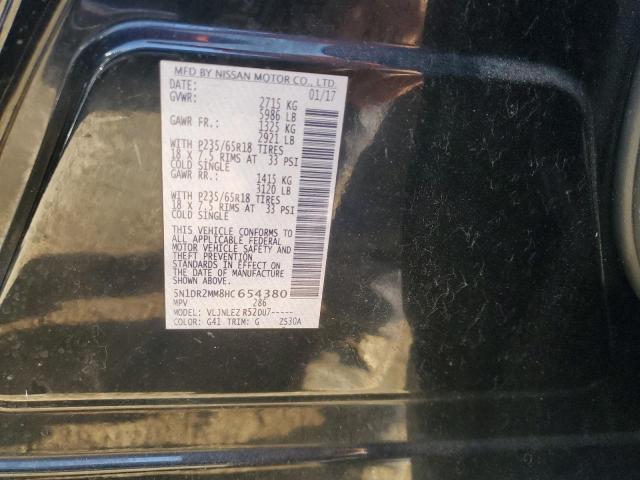 MFD BY NISSAN MOTOR CO., LTD.
DATE: 01/17
GVWR: 2715 KG
5986 LB
GAWR FR.: 1325 KG
2921 LB
WITH P235/65R18 TIRES
18 X 7.5 RIMS AT 33 PSI
COLD SINGLE
GAWR RR.: 1415 KG
3120 LB
WITH P235/65R18 TIRES
18 X 7.5 RIMS AT 33 PSI
COLD SINGLE
THIS VEHICLE CONFORMS TO
ALL APPLICABLE FEDERAL
MOTOR VEHICLE SAFETY AND
THEFT PREVENTION
STANDARDS IN EFFECT ON
THE DATE OF MANUFACTURE
SHOWN ABOVE.
5N1DR2MM8HC654380
MPV 286
MODEL: VLJNLEZ R52DU7-----
COLOR: G41 TRIM: G ZS30A